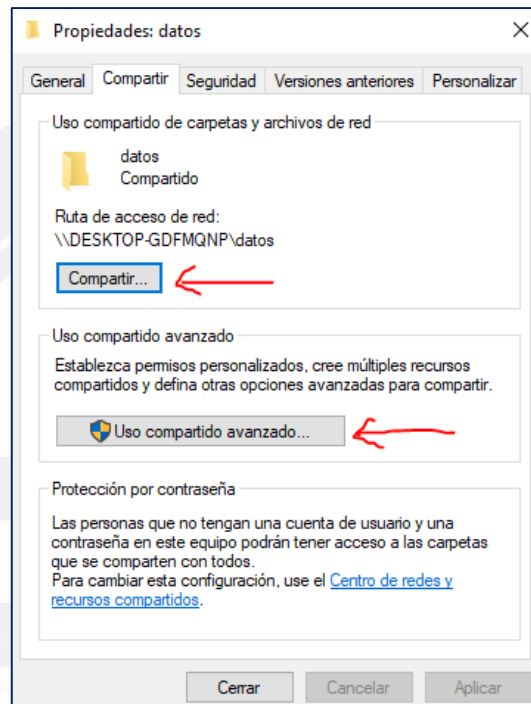 Propiedades: datos
General Compartir Seguridad Versiones anteriores Personalizar
Uso compartido de carpetas y archivos de red
datos
Compartido
Ruta de acceso de red:
\\DESKTOP-GDFMQNP\datos
Compartir...
Uso compartido avanzado
Establezca permisos personalizados, cree múltiples recursos
compartidos y defina otras opciones avanzadas para compartir.
Uso compartido avanzado...
Protección por contraseña
Las personas que no tengan una cuenta de usuario y una
contraseña en este equipo podrán tener acceso a las carpetas
que se comparten con todos.
Para cambiar esta configuración, use el Centro de redes y
recursos compartidos.
Cerrar Cancelar Aplicar